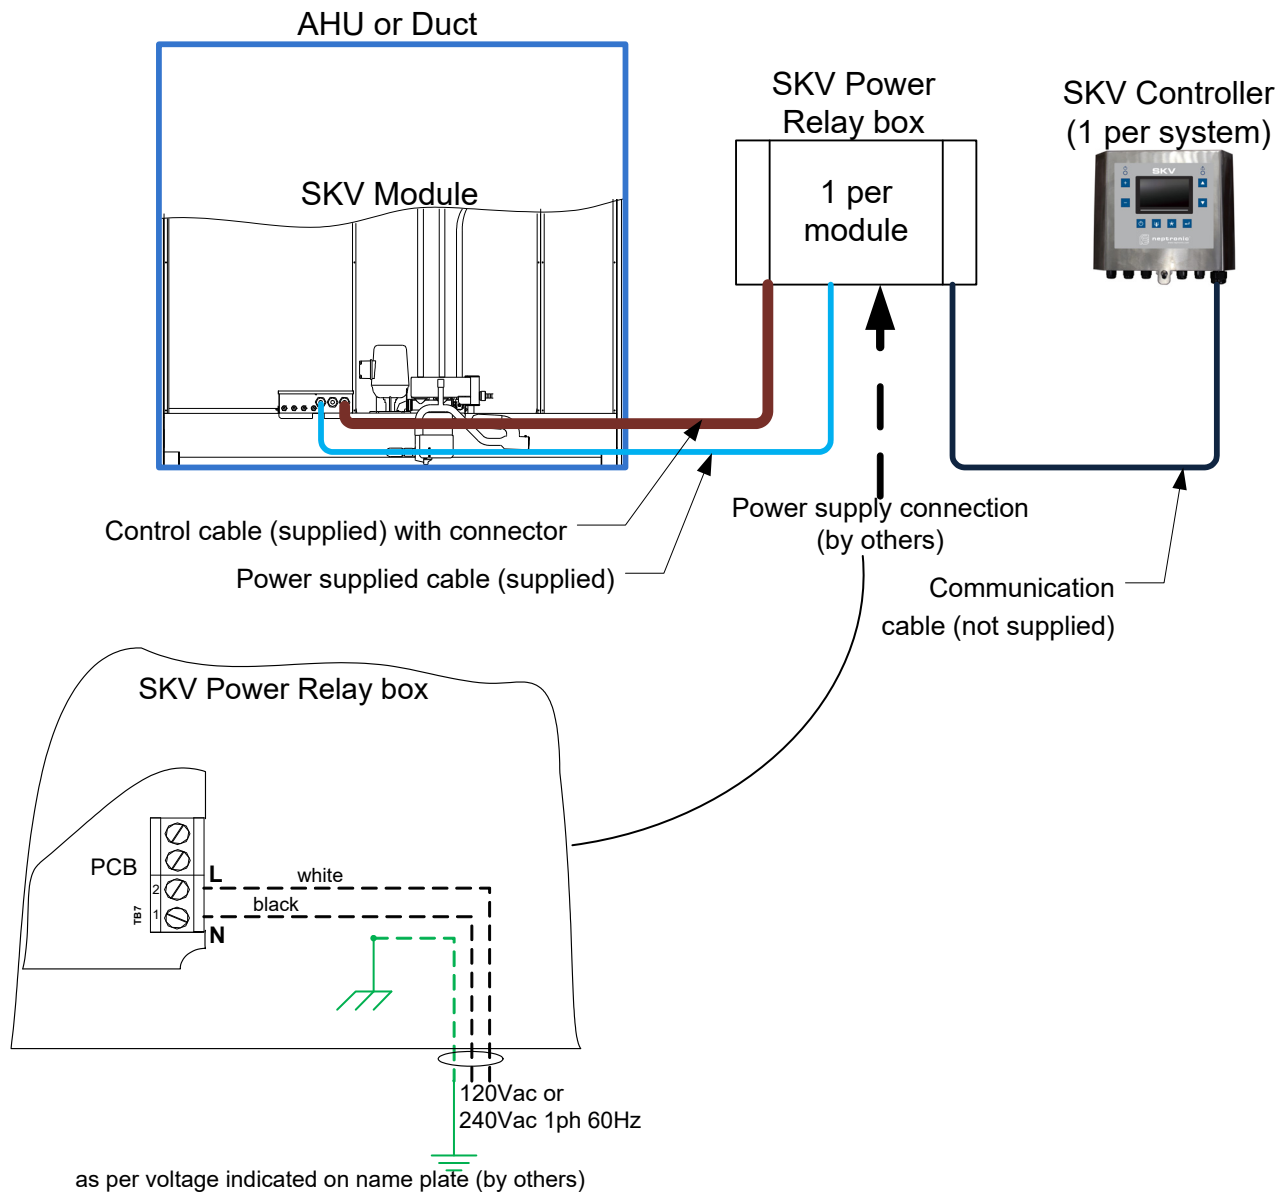 AHU or Duct
SKV Power
Relay box
SKV Controller
(1 per system)
SKV
neptronic
SKV Module
1 per
module
Control cable (supplied) with connector
Power supply connection
(by others)
Power supplied cable (supplied)
Communication
cable (not supplied)
SKV Power Relay box
PCB
L
white
2
black
TB7
1
N
120Vac or
240Vac 1ph 60Hz
as per voltage indicated on name plate (by others)